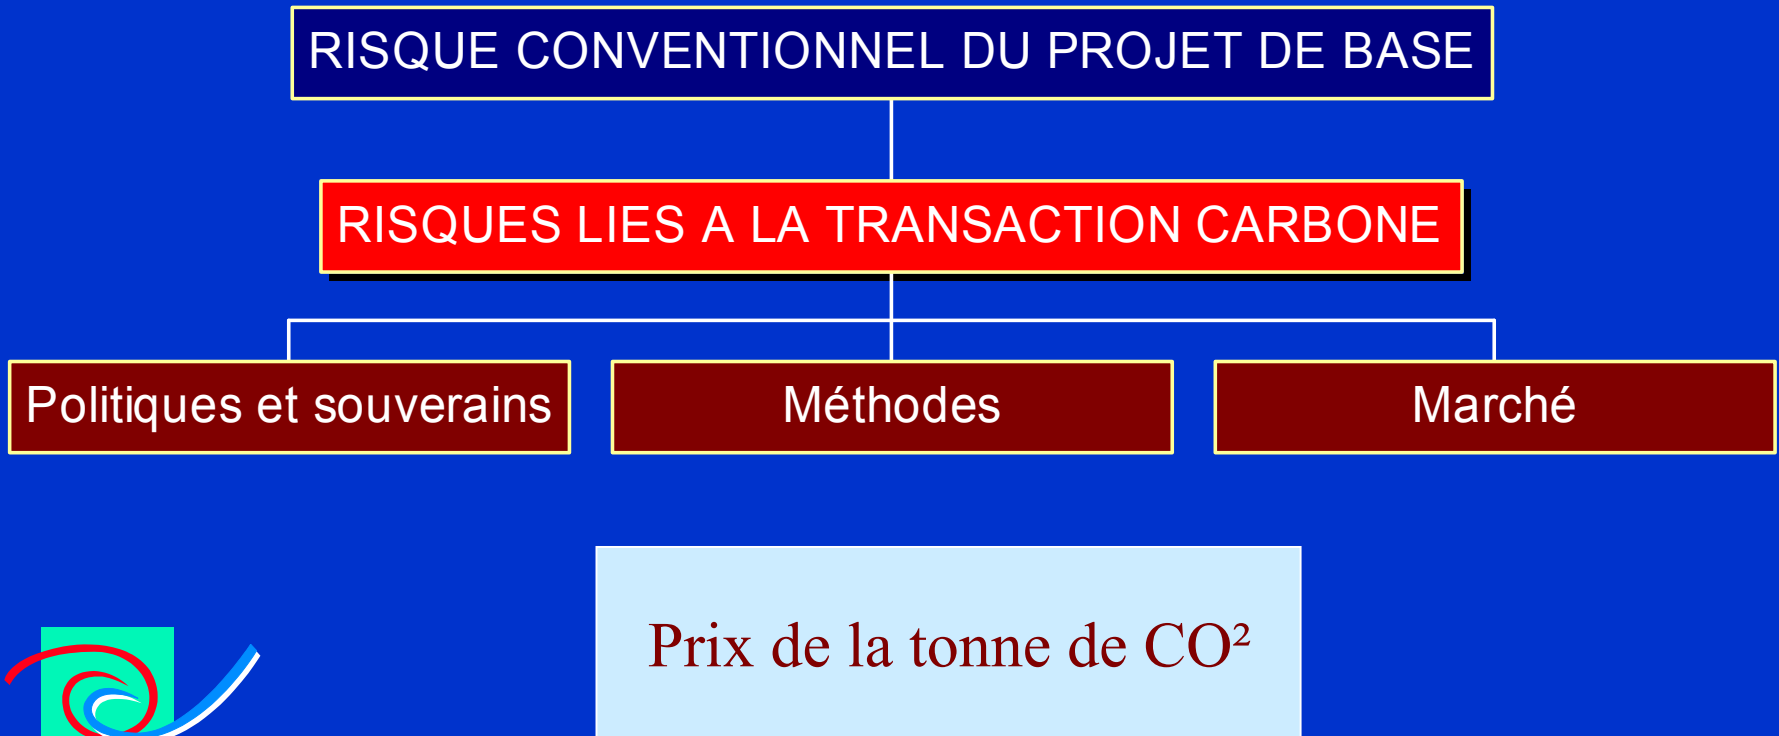 RISQUE CONVENTIONNEL DU PROJET DE BASE
RISQUES LIES A LA TRANSACTION CARBONE
Politiques et souverains
Méthodes
Marché
Prix de la tonne de CO²